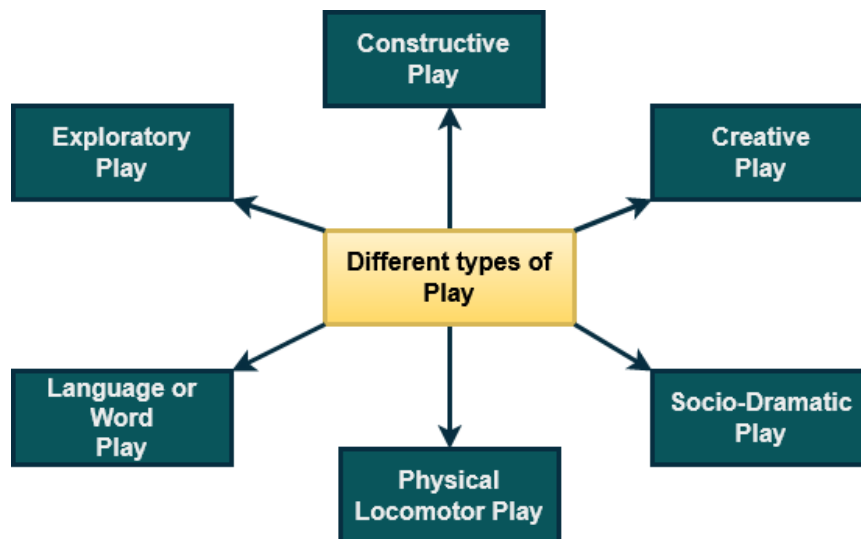 Constructive
Play
Exploratory
Play
Creative
Play
Different types of
Play
Language or
Word
Play
Socio-Dramatic
Play
Physical
Locomotor Play